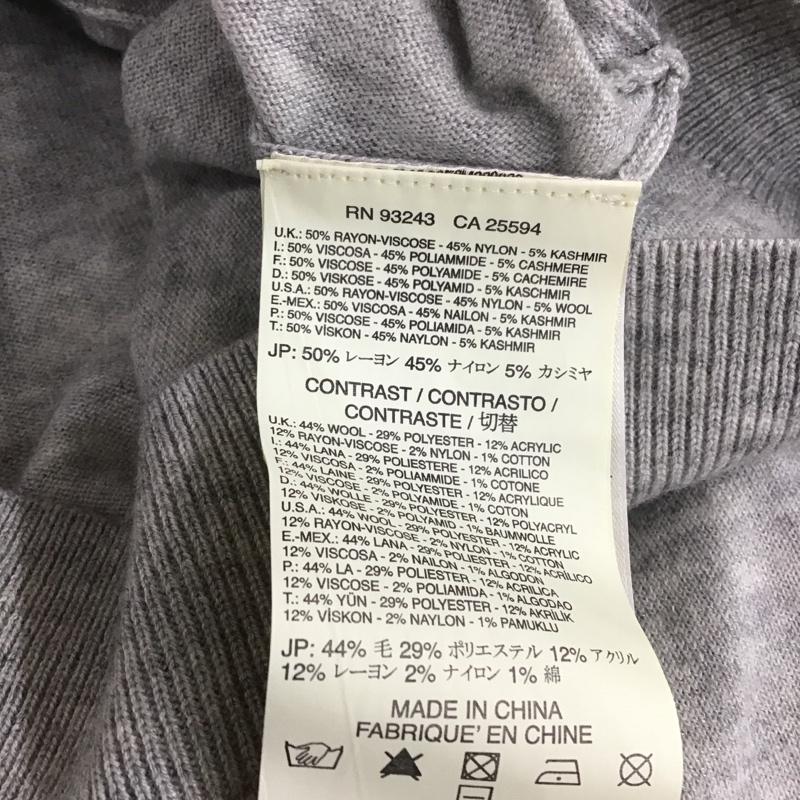 RN 93243 CA 25594
U.K.: 50% RAYON-VISCOSE - 45% NYLON - 5% KASHMIR
I.: 50% VISCOSA - 45% POLIAMMIDE - 5% CASHMERE
F.: 50% VISCOSE - 45% POLYAMIDE - 5% CACHEMIRE
D.: 50% VISKOSE - 45% POLYAMID - 5% KASCHMIR
U.S.A.: 50% RAYON-VISCOSE - 45% NYLON - 5% WOOL
E.-MEX.: 50% VISCOSA - 45% NAILON - 5% KASHMIR
P.: 50% VISCOSE - 45% POLIAMIDA - 5% KASHMIR
T.: 50% VİSKON - 45% NAYLON - 5% KASHMIR
JP: 50% レーヨン 45% ナイロン 5% カシミヤ
CONTRAST / CONTRASTO /
CONTRASTE / 切替
U.K.: 44% WOOL - 29% POLYESTER - 12% ACRYLIC
12% RAYON-VISCOSE - 2% NYLON - 1% COTTON
I.: 44% LANA - 29% POLIESTERE - 12% ACRILICO
12% VISCOSA - 2% POLIAMMIDE - 1% COTONE
F.: 44% LAINE - 29% POLYESTER - 12% ACRYLIQUE
12% VISCOSE - 2% POLYAMIDE - 1% COTON
D.: 44% WOLLE - 29% POLYESTER - 12% POLYACRYL
12% VISKOSE - 2% POLYAMID - 1% BAUMWOLLE
U.S.A.: 44% WOOL - 29% POLYESTER - 12% ACRYLIC
12% RAYON-VISCOSE - 2% NYLON - 1% COTTON
E.-MEX.: 44% LANA - 29% POLIESTER - 12% ACRÍLICO
12% VISCOSA - 2% NAILON - 1% ALGODON
P.: 44% LA - 29% POLIESTER - 12% ACRILICA
12% VISCOSE - 2% POLIAMIDA - 1% ALGODAO
T.: 44% YÜN - 29% POLYESTER - 12% AKRİLİK
12% VİSKON - 2% NAYLON - 1% PAMUKLU
JP: 44% 毛 29% ポリエステル 12% アクリル
12% レーヨン 2% ナイロン 1% 綿
MADE IN CHINA
FABRIQUE' EN CHINE